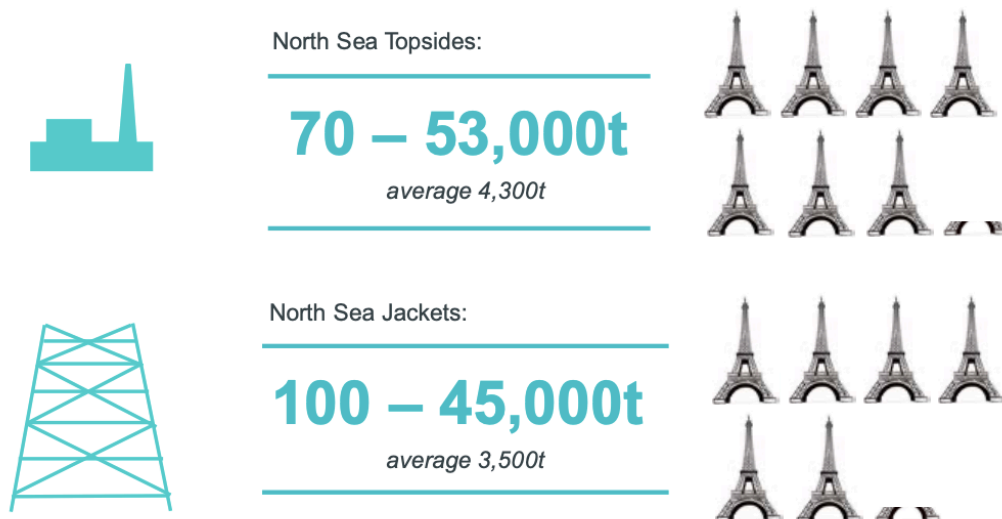 North Sea Topsides:
70 – 53,000t
average 4,300t
North Sea Jackets:
100 – 45,000t
average 3,500t